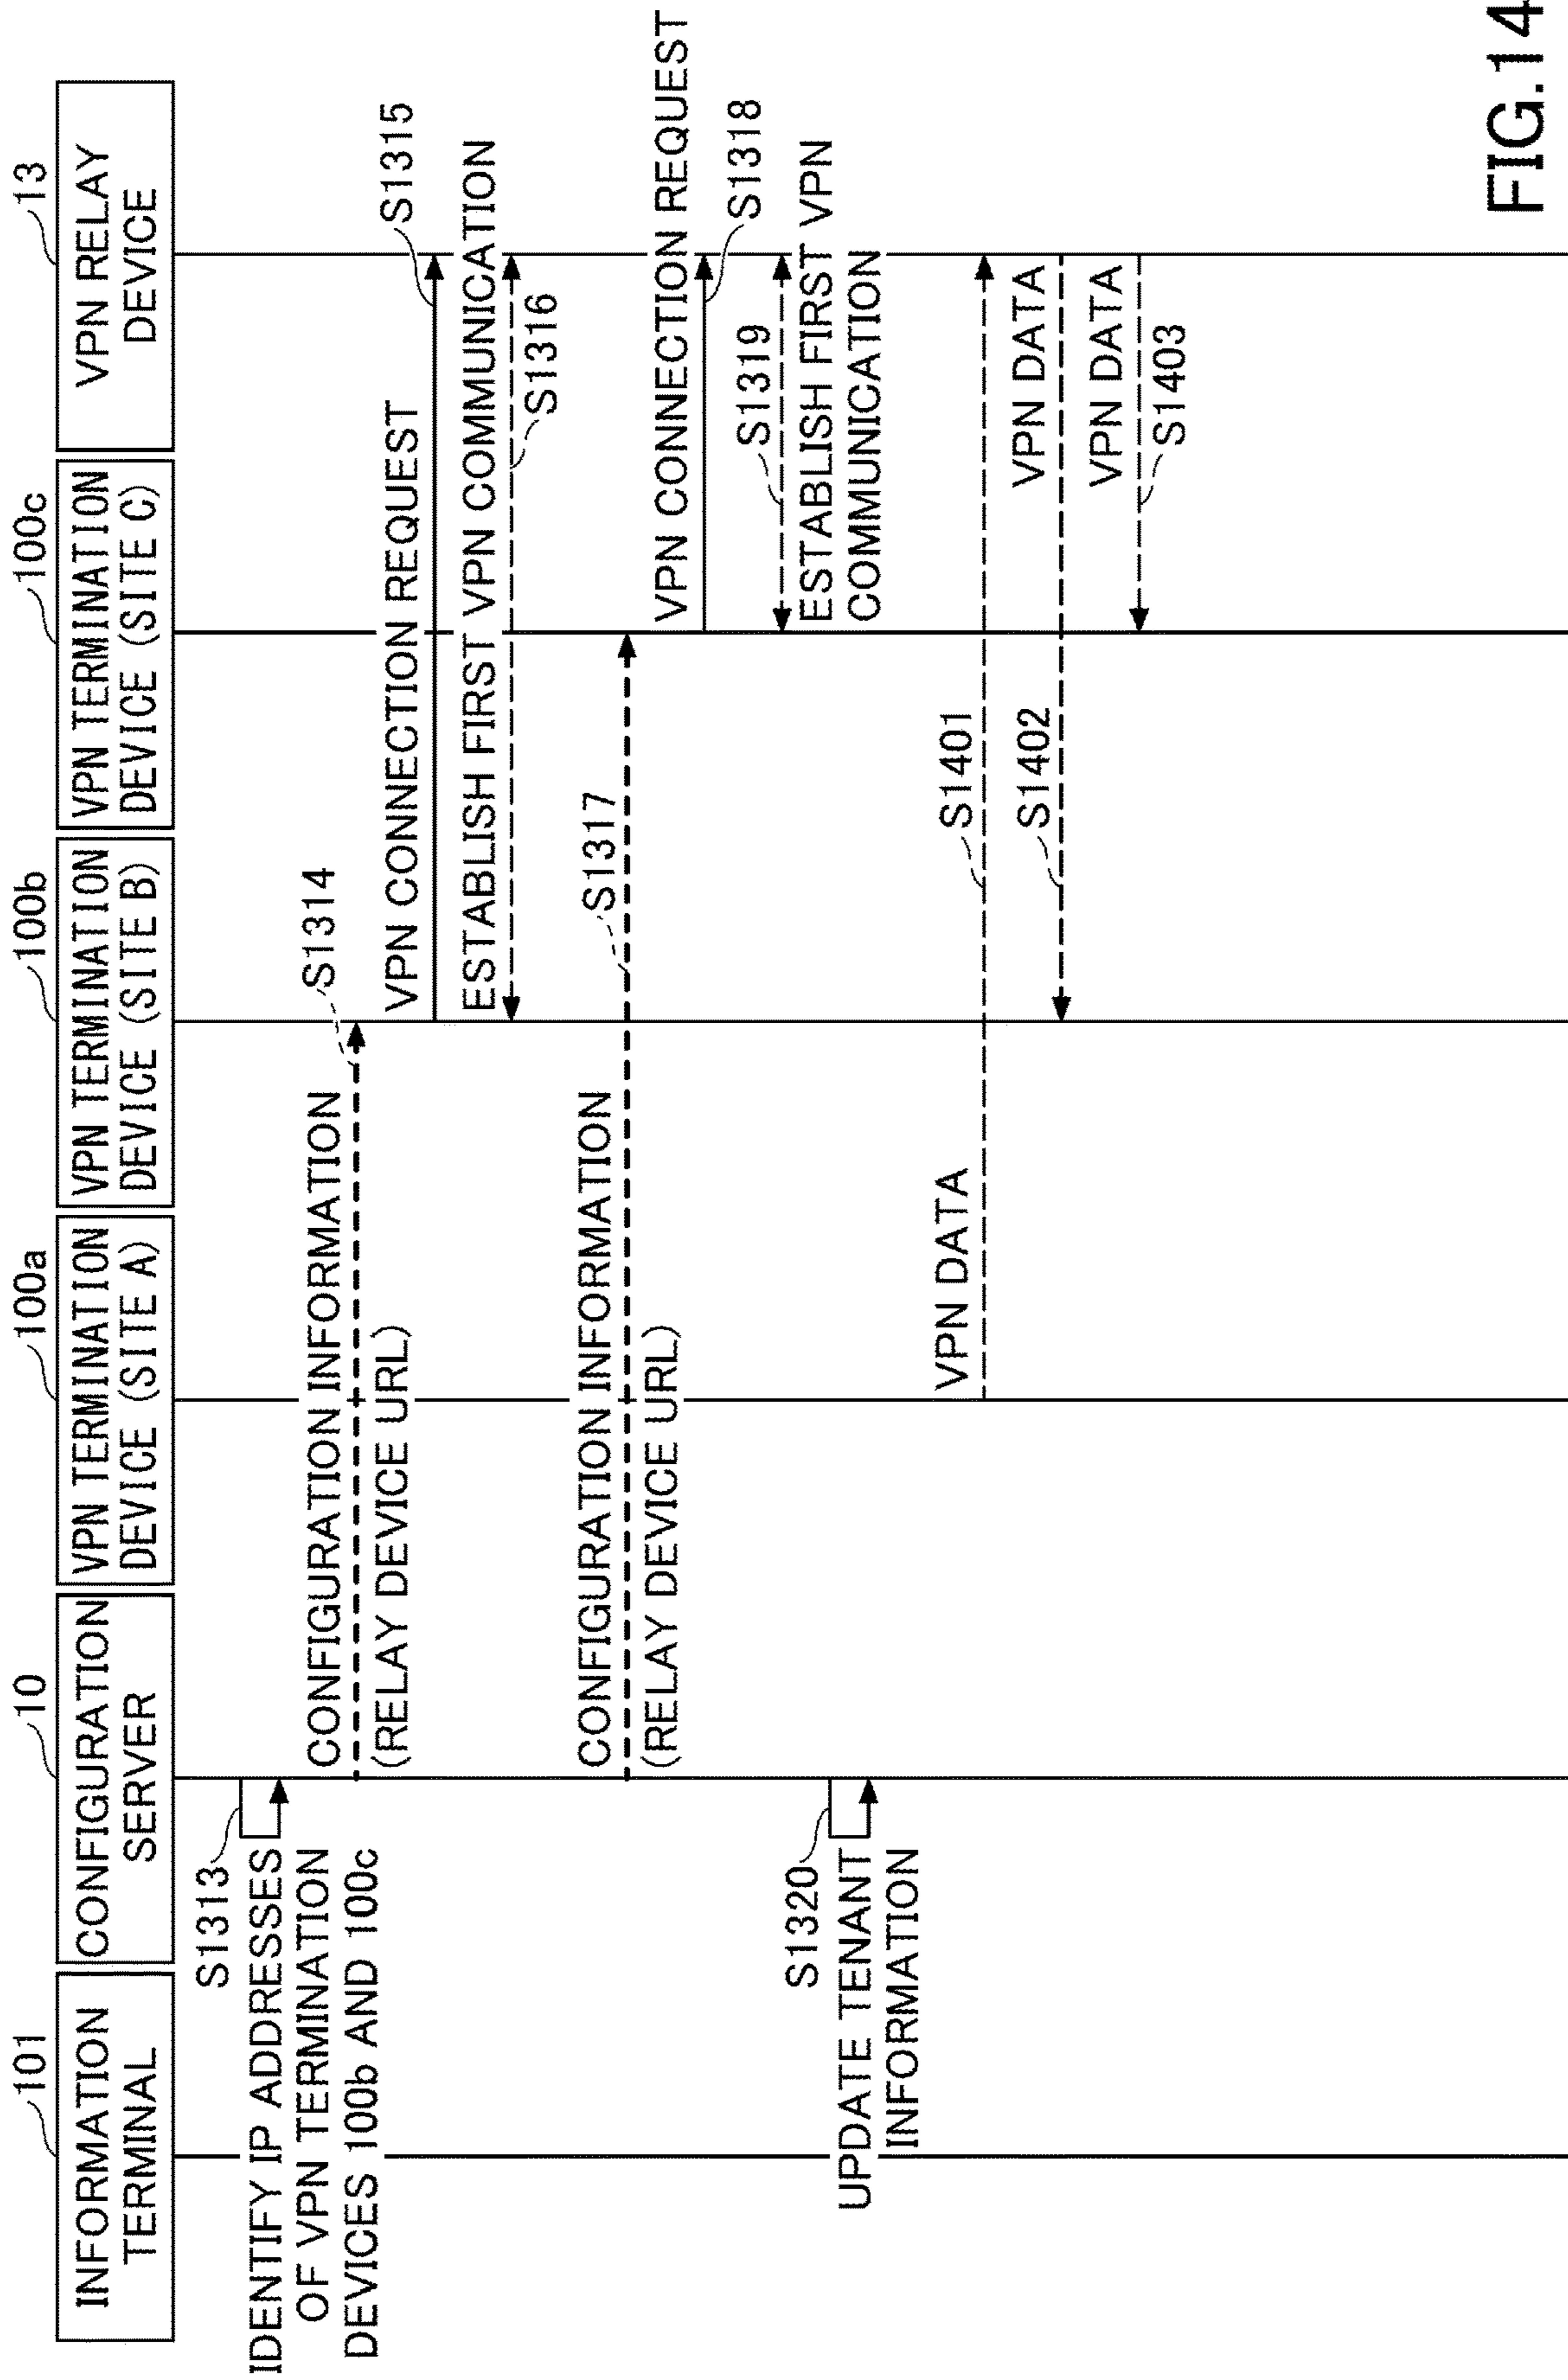 101
10
100a
100b
100c
13
INFORMATION
TERMINAL
CONFIGURATION
SERVER
VPN TERMINATION
DEVICE (SITE A)
VPN TERMINATION
DEVICE (SITE B)
VPN TERMINATION
DEVICE (SITE C)
VPN RELAY
DEVICE
S1313
IDENTIFY IP ADDRESSES
OF VPN TERMINATION
DEVICES 100b AND 100c
CONFIGURATION INFORMATION
(RELAY DEVICE URL)
S1314
VPN CONNECTION REQUEST
S1315
ESTABLISH FIRST VPN COMMUNICATION
S1316
CONFIGURATION INFORMATION
(RELAY DEVICE URL)
S1317
VPN CONNECTION REQUEST
S1318
S1319
ESTABLISH FIRST VPN
COMMUNICATION
S1320
UPDATE TENANT
INFORMATION
VPN DATA
S1401
S1402
VPN DATA
VPN DATA
S1403
FIG.14